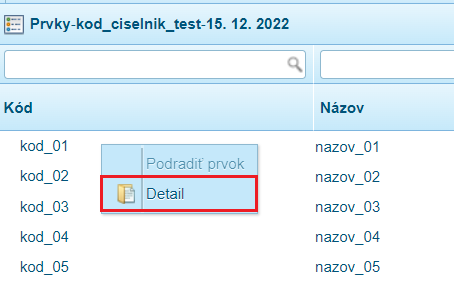 Prvky-kod_ciselnik_test-15. 12. 2022
Kód Názov
kod_01 nazov_01
Podradiť prvok
kod_02 nazov_02
Detail
kod_03 nazov_03
kod_04 nazov_04
kod_05 nazov_05